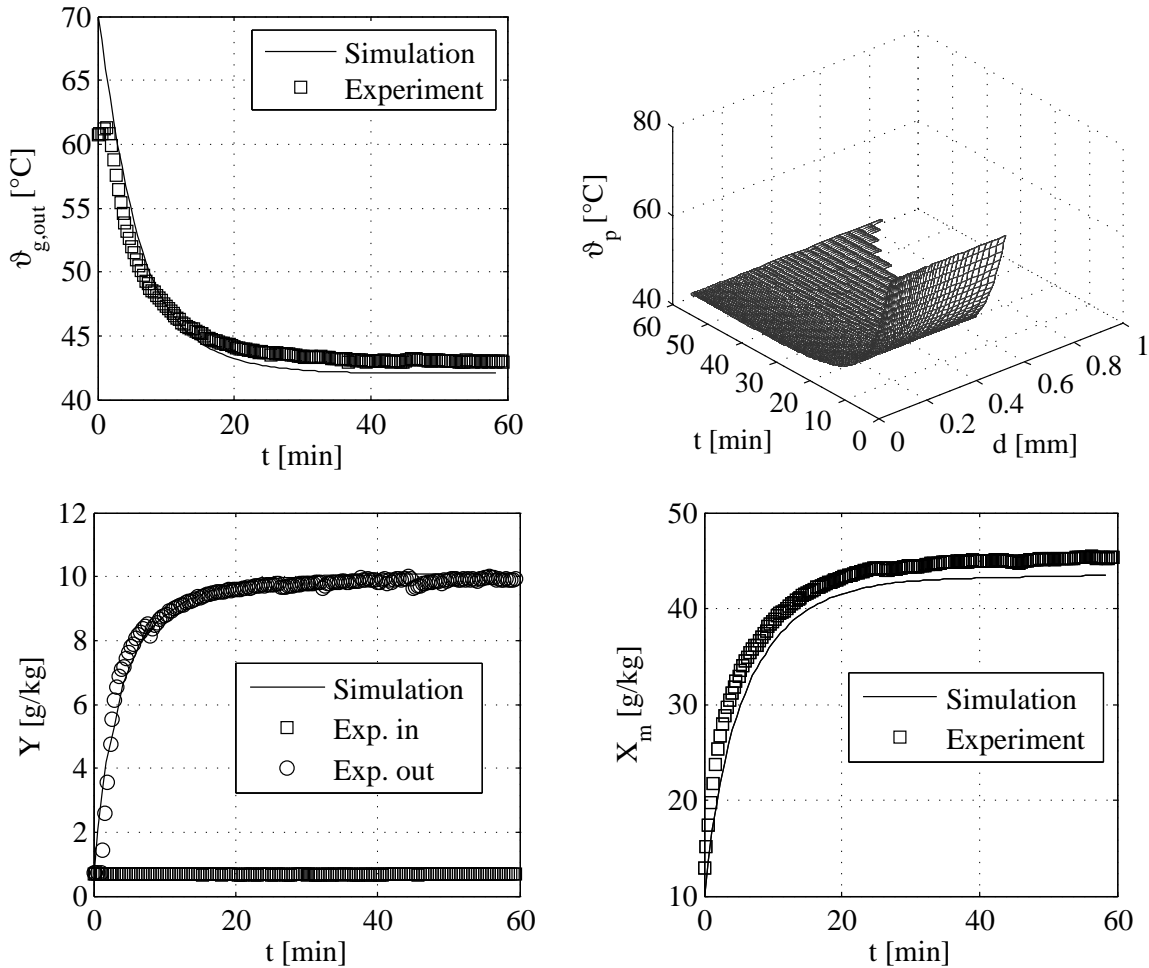 70
65
60
55
50
45
40
0
20
40
60
t [min]
ϑg,out [°C]
Simulation
Experiment
80
60
40
ϑp [°C]
60
50
40
30
20
10
0
t [min]
0
0.2
0.4
0.6
0.8
1
d [mm]
12
10
8
6
4
2
0
0
20
40
60
t [min]
Y [g/kg]
Simulation
Exp. in
Exp. out
50
40
30
20
10
0
20
40
60
t [min]
Xm [g/kg]
Simulation
Experiment